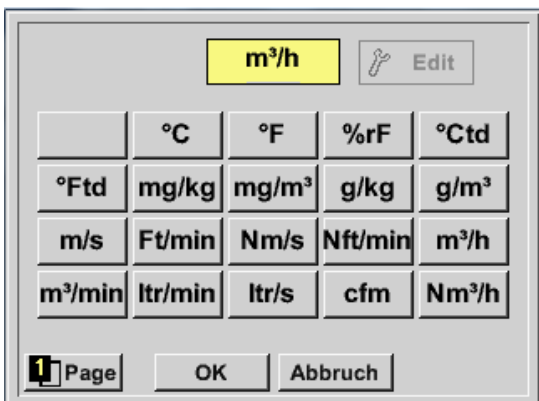 m³/h Edit
°C °F %rF °Ctd
°Ftd mg/kg mg/m³ g/kg g/m³
m/s Ft/min Nm/s Nft/min m³/h
m³/min ltr/min ltr/s cfm Nm³/h
1 Page OK Abbruch